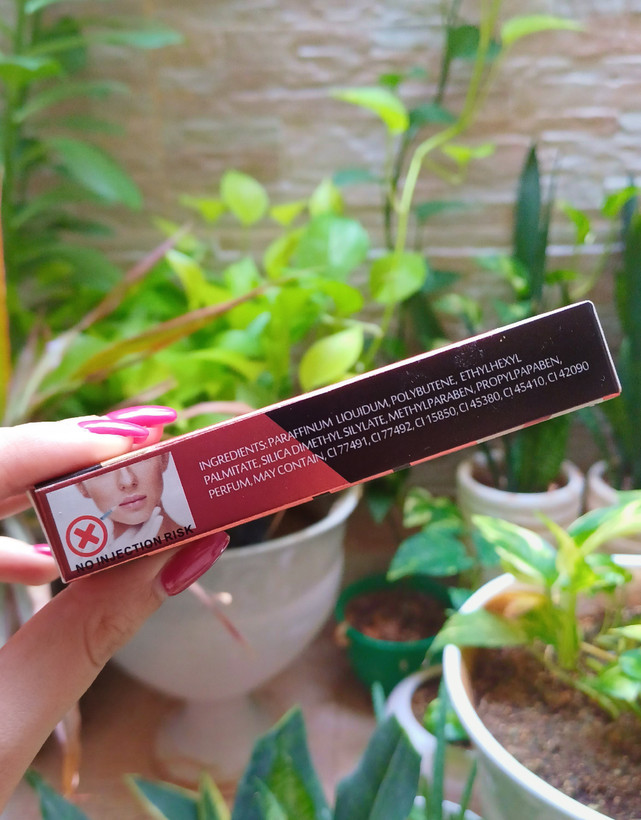 INGREDIENTS: PARAFFINUM LIQUIDUM, POLYBUTENE, ETHYLHEXYL
PALMITATE, SILICA DIMETHYL SILYLATE, METHYLPARABEN, PROPYLPAPABEN,
PERFUM, MAY CONTAIN, CI 77491, CI 77492, CI 15850, CI 45380, CI 45410, CI 42090
NO INJECTION RISK